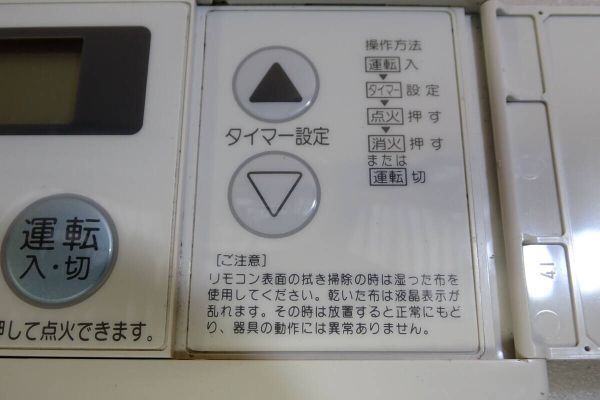 操作方法
運転 入
タイマー 設定
点火 押す
消火 押す
または
運転 切
タイマー設定
運転
入・切
押して点火できます。
[ご注意]
リモコン表面の拭き掃除の時は湿った布を
使用してください。乾いた布は液晶表示が
乱れます。その時は放置すると正常にもど
り、器具の動作には異常ありません。
41